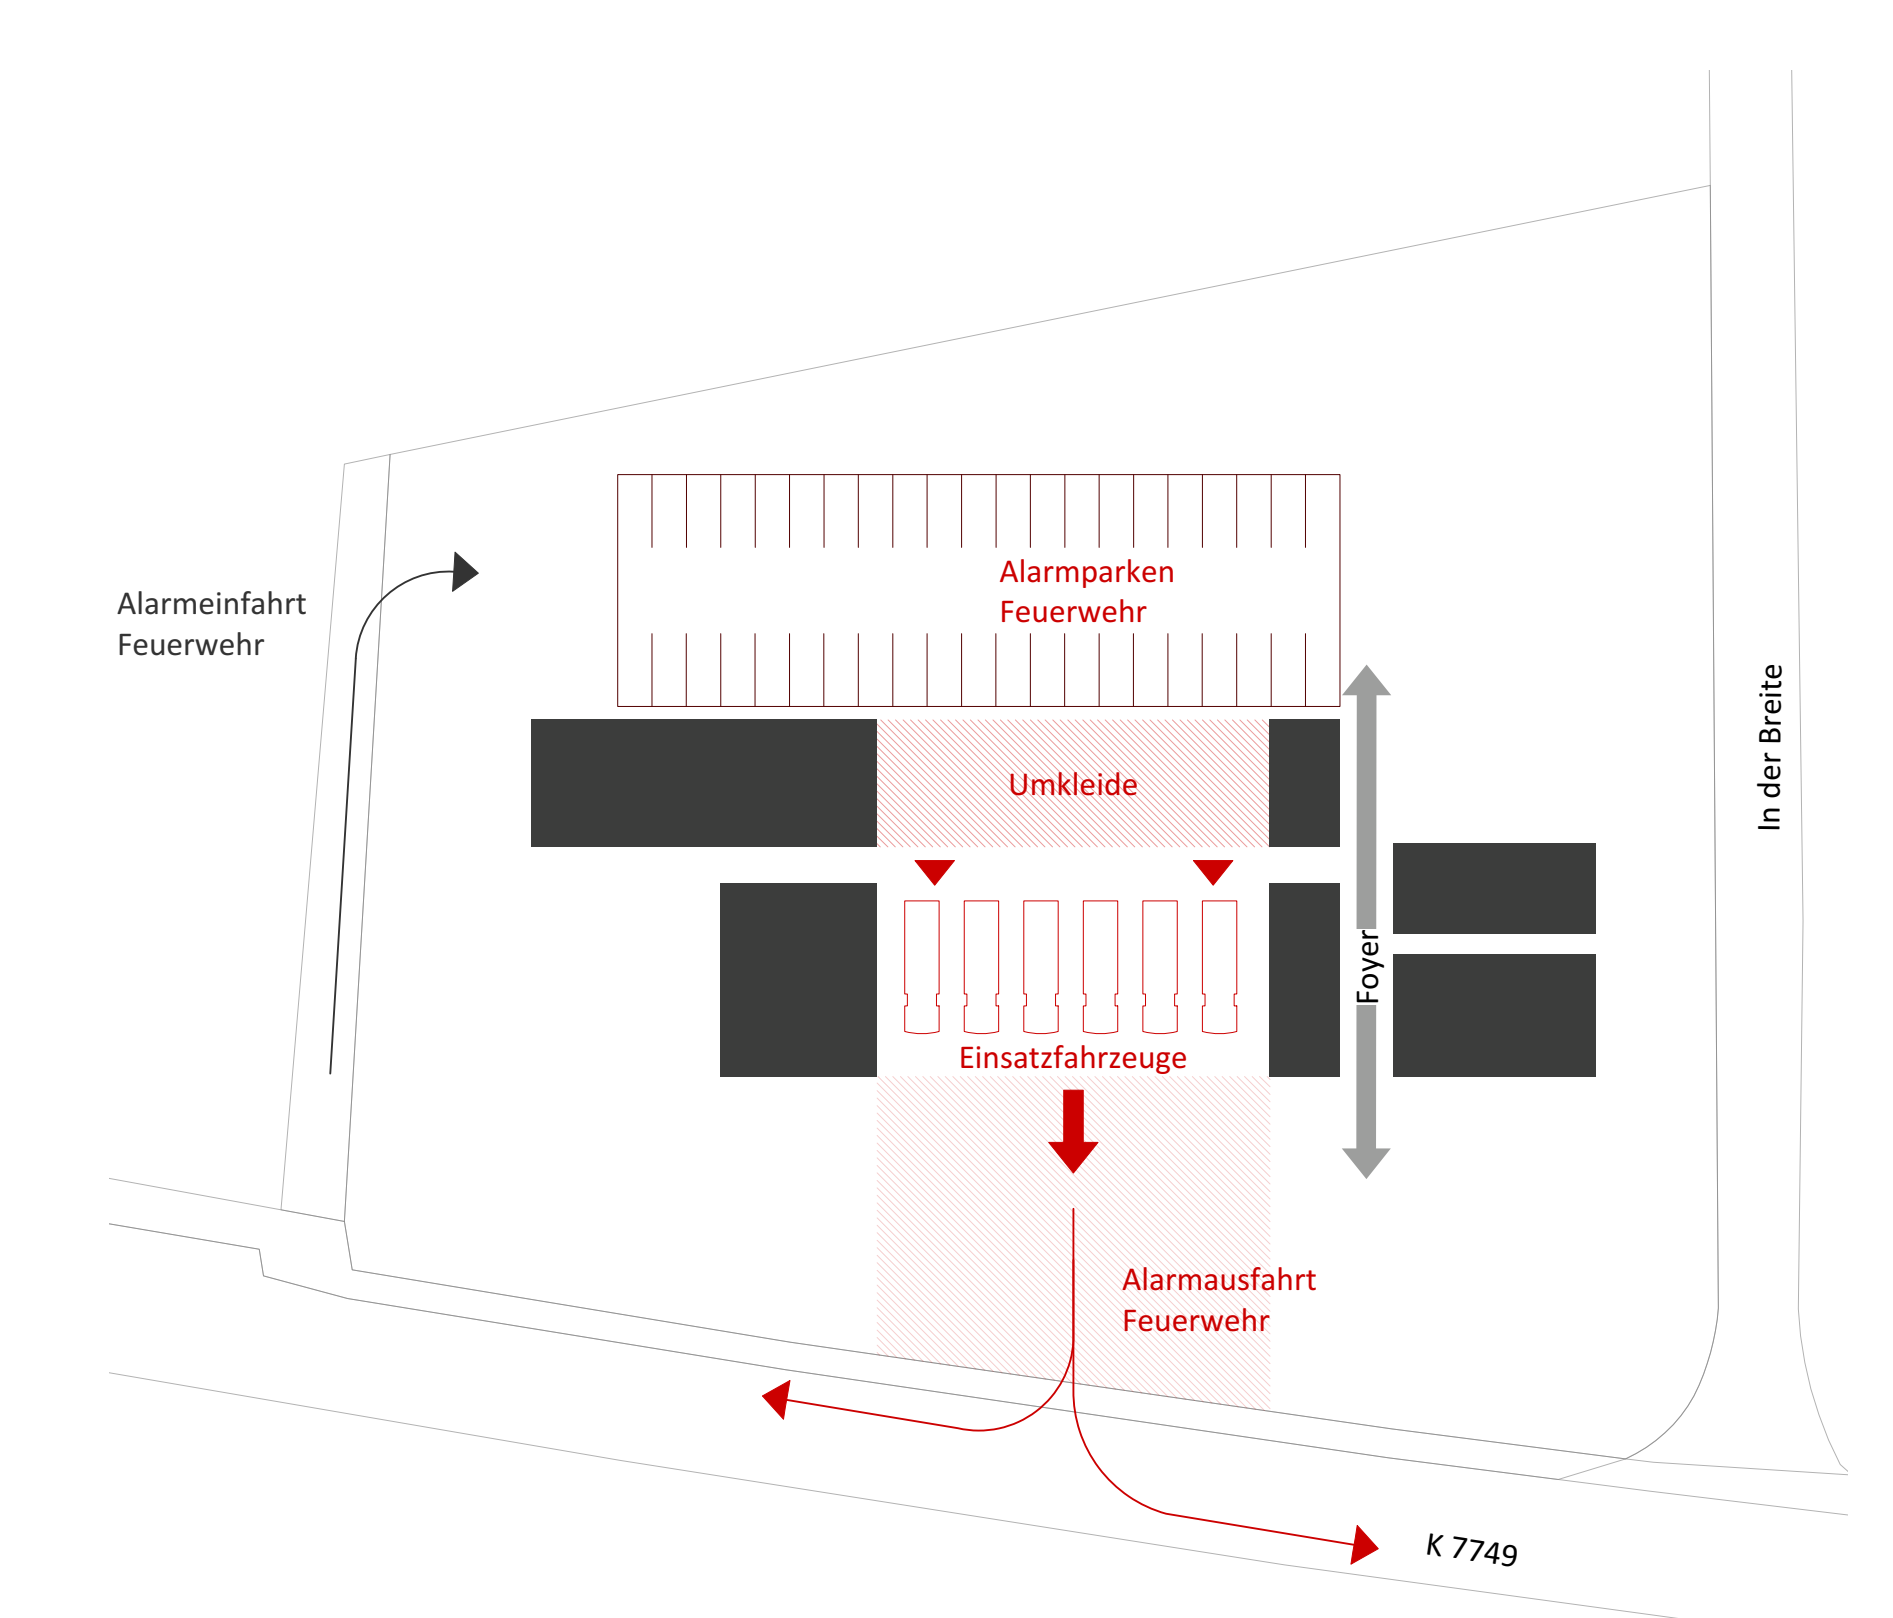 Alarmparken
Feuerwehr
Alarmeinfahrt
Feuerwehr
In der Breite
Umkleide
Foyer
Einsatzfahrzeuge
Alarmausfahrt
Feuerwehr
K 7749